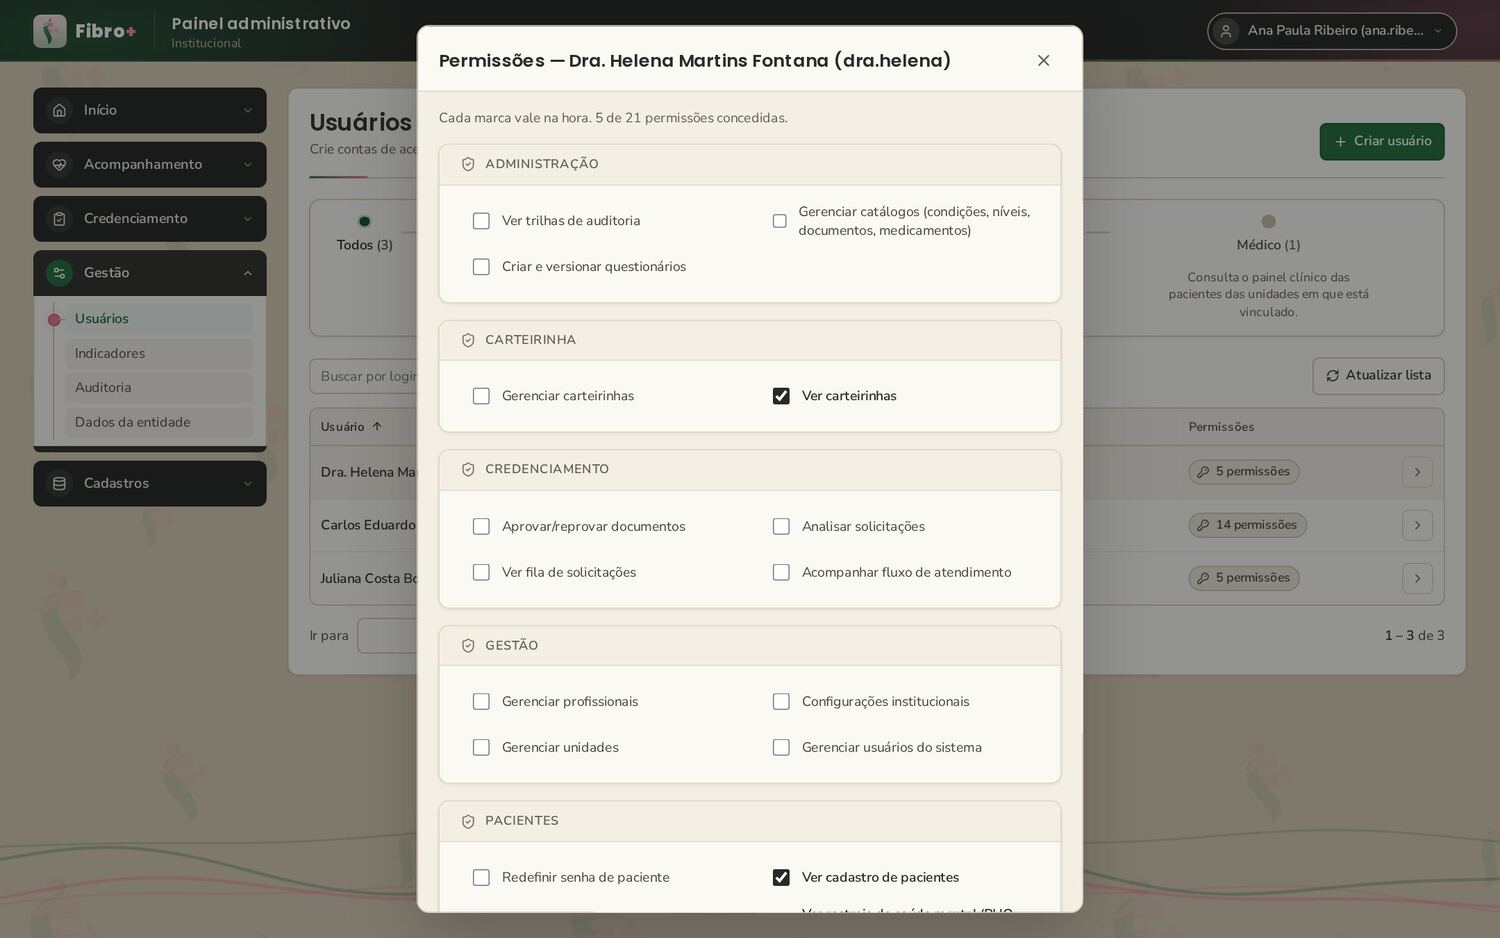 Fibro+
Painel administrativo
Institucional
Ana Paula Ribeiro (ana.ribe...
Início
Acompanhamento
Credenciamento
Gestão
Usuários
Indicadores
Auditoria
Dados da entidade
Cadastros
Usuários
Crie contas de ace
Criar usuário
Todos (3)
Médico (1)
Consulta o painel clínico das
pacientes das unidades em que está
vinculado.
Buscar por login
Atualizar lista
Usuário
Permissões
Dra. Helena Ma
5 permissões
Carlos Eduardo
14 permissões
Juliana Costa Bo
5 permissões
Ir para
1 – 3 de 3
Permissões — Dra. Helena Martins Fontana (dra.helena)
Cada marca vale na hora. 5 de 21 permissões concedidas.
ADMINISTRAÇÃO
Ver trilhas de auditoria
Gerenciar catálogos (condições, níveis,
documentos, medicamentos)
Criar e versionar questionários
CARTEIRINHA
Gerenciar carteirinhas
Ver carteirinhas
CREDENCIAMENTO
Aprovar/reprovar documentos
Analisar solicitações
Ver fila de solicitações
Acompanhar fluxo de atendimento
GESTÃO
Gerenciar profissionais
Configurações institucionais
Gerenciar unidades
Gerenciar usuários do sistema
PACIENTES
Redefinir senha de paciente
Ver cadastro de pacientes